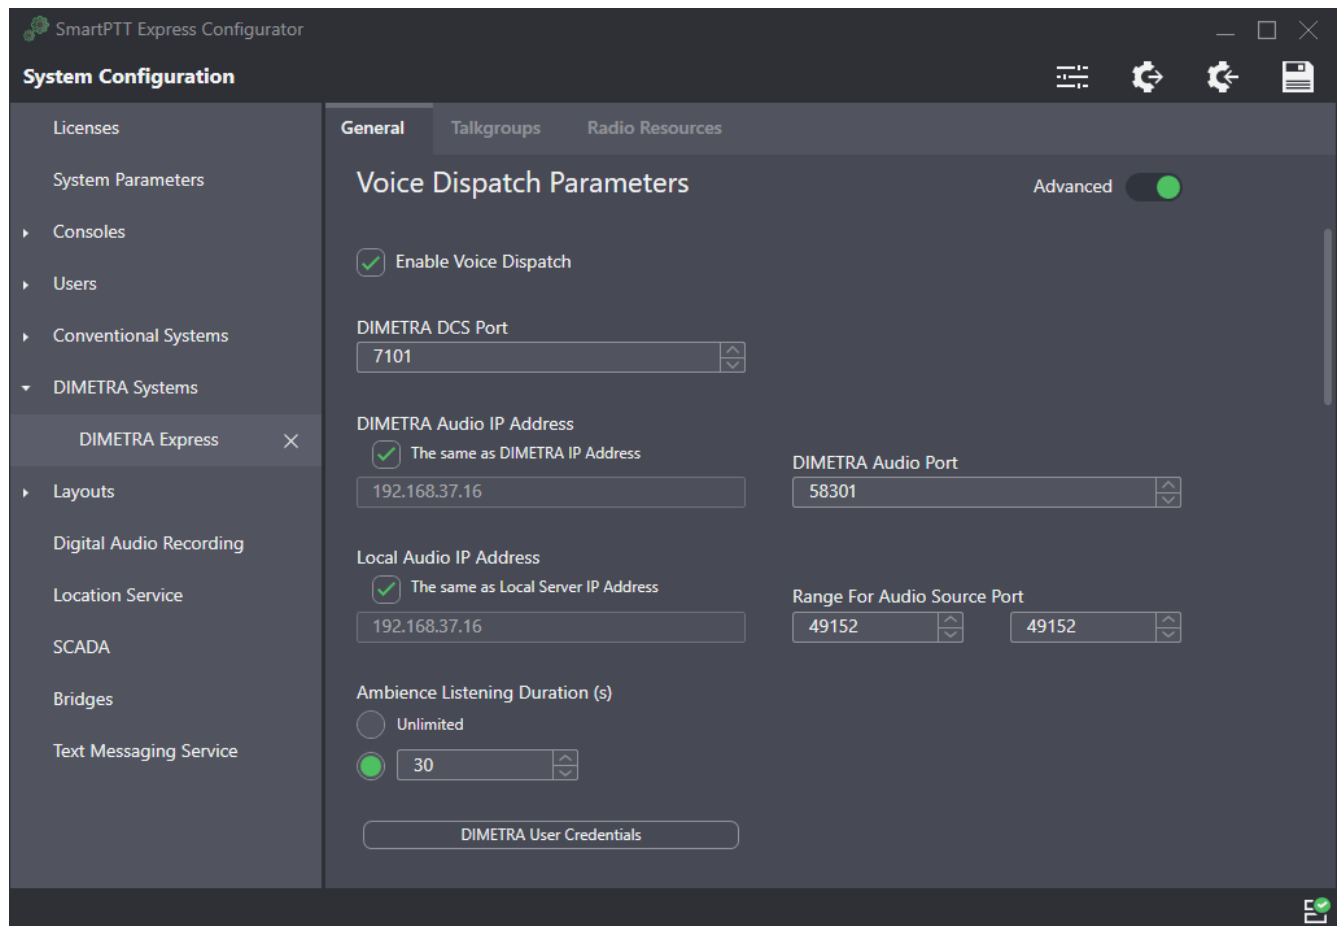 SmartPTT Express Configurator
System Configuration
Licenses
System Parameters
Consoles
Users
Conventional Systems
DIMETRA Systems
DIMETRA Express
Layouts
Digital Audio Recording
Location Service
SCADA
Bridges
Text Messaging Service
General Talkgroups Radio Resources
Voice Dispatch Parameters Advanced
Enable Voice Dispatch
DIMETRA DCS Port
7101
DIMETRA Audio IP Address
The same as DIMETRA IP Address
192.168.37.16
DIMETRA Audio Port
58301
Local Audio IP Address
The same as Local Server IP Address
192.168.37.16
Range For Audio Source Port
49152 49152
Ambience Listening Duration (s)
Unlimited
30
DIMETRA User Credentials